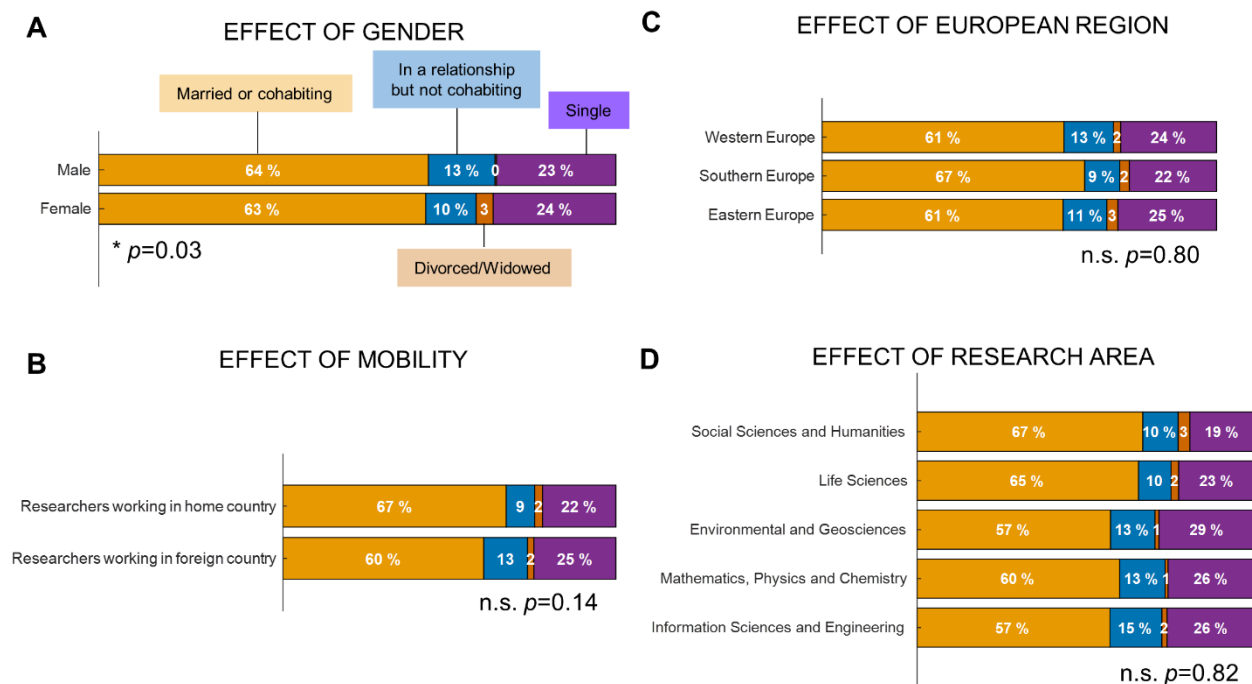 A
EFFECT OF GENDER
Married or cohabiting
In a relationship
but not cohabiting
Single
Male
64 %
13 %
0
23 %
Female
63 %
10 %
3
24 %
* p=0.03
Divorced/Widowed
C
EFFECT OF EUROPEAN REGION
Western Europe
61 %
13 %
2
24 %
Southern Europe
67 %
9 %
2
22 %
Eastern Europe
61 %
11 %
3
25 %
n.s. p=0.80
B
EFFECT OF MOBILITY
Researchers working in home country
67 %
9
2
22 %
Researchers working in foreign country
60 %
13
2
25 %
n.s. p=0.14
D
EFFECT OF RESEARCH AREA
Social Sciences and Humanities
67 %
10 %
3
19 %
Life Sciences
65 %
10
2
23 %
Environmental and Geosciences
57 %
13 %
1
29 %
Mathematics, Physics and Chemistry
60 %
13 %
1
26 %
Information Sciences and Engineering
57 %
15 %
2
26 %
n.s. p=0.82